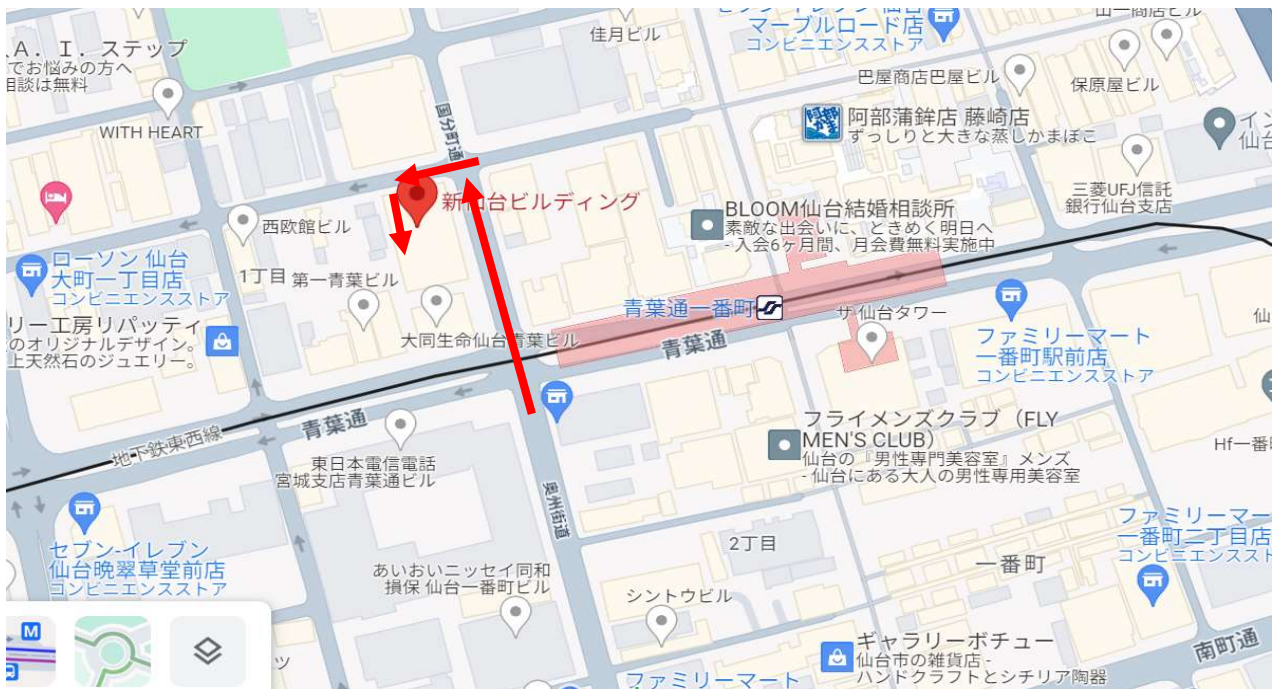 .A.I.ステップ
でお悩みの方へ
相談は無料
WITH HEART
佳月ビル
マーブルロード店
コンビニエンスストア
山一商店ビル
巴屋商店巴屋ビル
保原屋ビル
国分町通
阿部蒲鉾店 藤崎店
ずっしりと大きな蒸しかまぼこ
イン
仙台
三菱UFJ信託
銀行仙台支店
新仙台ビルディング
西欧館ビル
BLOOM仙台結婚相談所
素敵な出会いに、ときめく明日へ
- 入会6ヶ月間、月会費無料実施中
ローソン 仙台
大町一丁目店
コンビニエンスストア
1丁目
第一青葉ビル
青葉通一番町
ザ 仙台タワー
仙
リー工房リパッティ
のオリジナルデザイン。
上天然石のジュエリー。
大同生命仙台青葉ビル
青葉通
ファミリーマート
一番町駅前店
コンビニエンスストア
青葉通
地下鉄東西線
東日本電信電話
宮城支店青葉通ビル
フライメンズクラブ（FLY
MEN'S CLUB）
仙台の『男性専門美容室』メンズ
- 仙台にある大人の男性専用美容室
Hf一番
奥州街道
セブン-イレブン
仙台晩翠草堂前店
コンビニエンスストア
2丁目
一番町
ファミリーマー
一番町二丁目店
コンビニエンススト
あいおいニッセイ同和
損保 仙台一番町ビル
シントウビル
M
ツ
ギャラリーボチュー
仙台市の雑貨店 -
ハンドクラフトとシチリア陶器
南町通
ファミリーマート